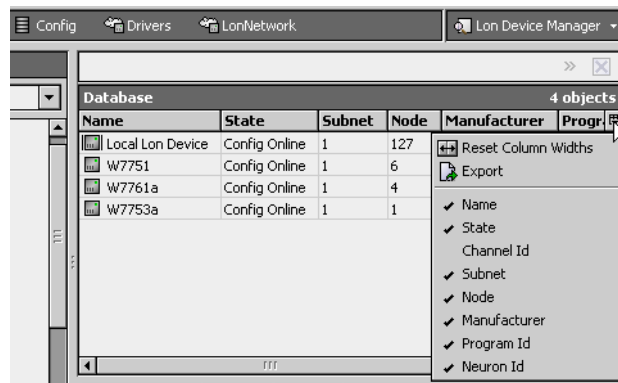 Config Drivers LonNetwork Lon Device Manager
Database 4 objects
Name State Subnet Node Manufacturer Progr
Local Lon Device Config Online 1 127
W7751 Config Online 1 6
W7761a Config Online 1 4
W7753a Config Online 1 1
Reset Column Widths
Export
Name
State
Channel Id
Subnet
Node
Manufacturer
Program Id
Neuron Id